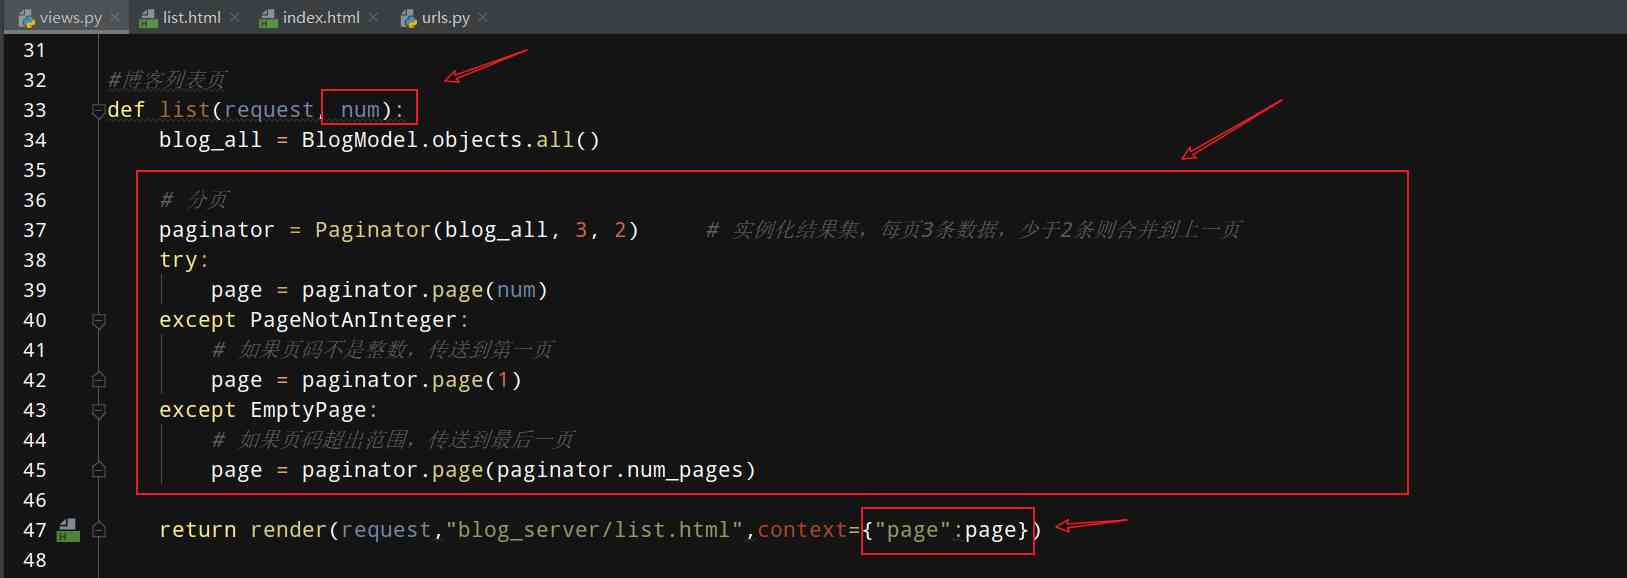 views.py list.html index.html urls.py
31
32 #博客列表页
33 def list(request, num):
34 blog_all = BlogModel.objects.all()
35
36 # 分页
37 paginator = Paginator(blog_all, 3, 2) # 实例化结果集，每页3条数据，少于2条则合并到上一页
38 try:
39 page = paginator.page(num)
40 except PageNotAnInteger:
41 # 如果页码不是整数，传送到第一页
42 page = paginator.page(1)
43 except EmptyPage:
44 # 如果页码超出范围，传送到最后一页
45 page = paginator.page(paginator.num_pages)
46
47 return render(request,"blog_server/list.html",context={"page":page})
48